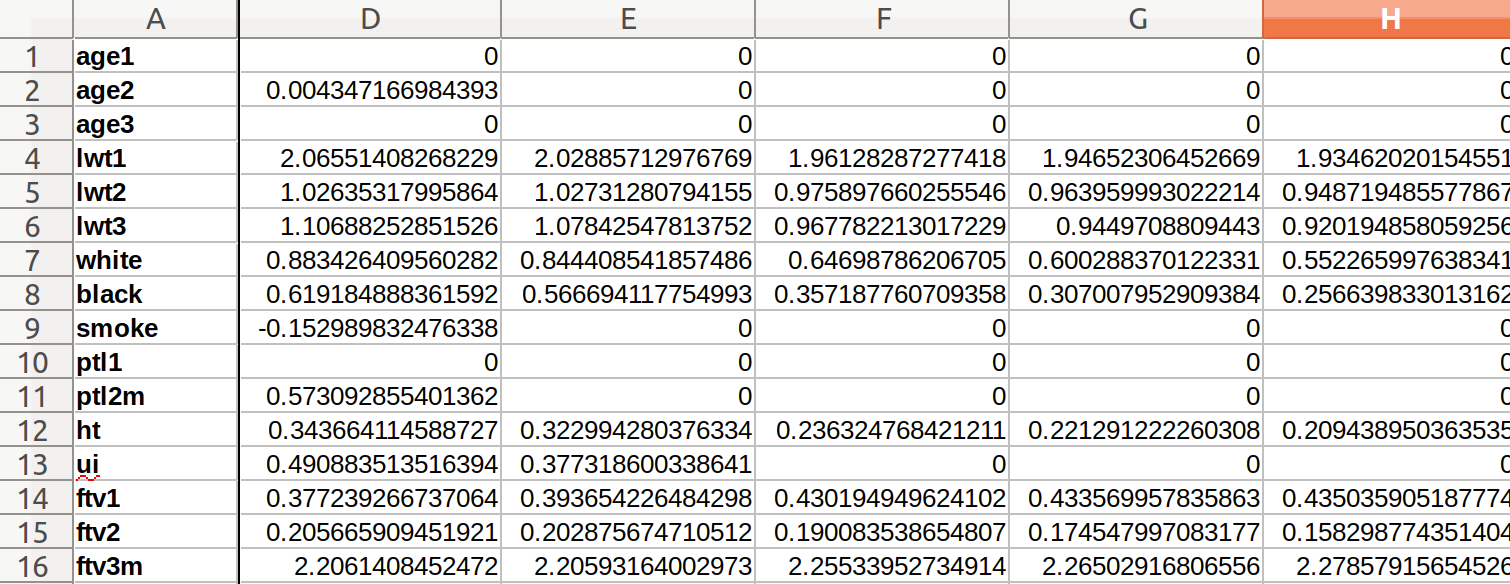 A D E F G H
1 age1 0 0 0 0 0
2 age2 0.004347166984393 0 0 0 0
3 age3 0 0 0 0 0
4 lwt1 2.06551408268229 2.02885712976769 1.96128287277418 1.94652306452669 1.93462020154551
5 lwt2 1.02635317995864 1.02731280794155 0.975897660255546 0.963959993022214 0.948719485577867
6 lwt3 1.10688252851526 1.07842547813752 0.967782213017229 0.9449708809443 0.920194858059256
7 white 0.883426409560282 0.844408541857486 0.64698786206705 0.600288370122331 0.552265997638341
8 black 0.619184888361592 0.566694117754993 0.357187760709358 0.307007952909384 0.256639833013162
9 smoke -0.152989832476338 0 0 0 0
10 ptl1 0 0 0 0 0
11 ptl2m 0.573092855401362 0 0 0 0
12 ht 0.343664114588727 0.322994280376334 0.236324768421211 0.221291222260308 0.209438950363535
13 ui 0.490883513516394 0.377318600338641 0 0 0
14 ftv1 0.377239266737064 0.393654226484298 0.430194949624102 0.433569957835863 0.435035905187774
15 ftv2 0.205665909451921 0.202875674710512 0.190083538654807 0.174547997083177 0.158298774351404
16 ftv3m 2.2061408452472 2.20593164002973 2.25533952734914 2.26502916806556 2.27857915654526